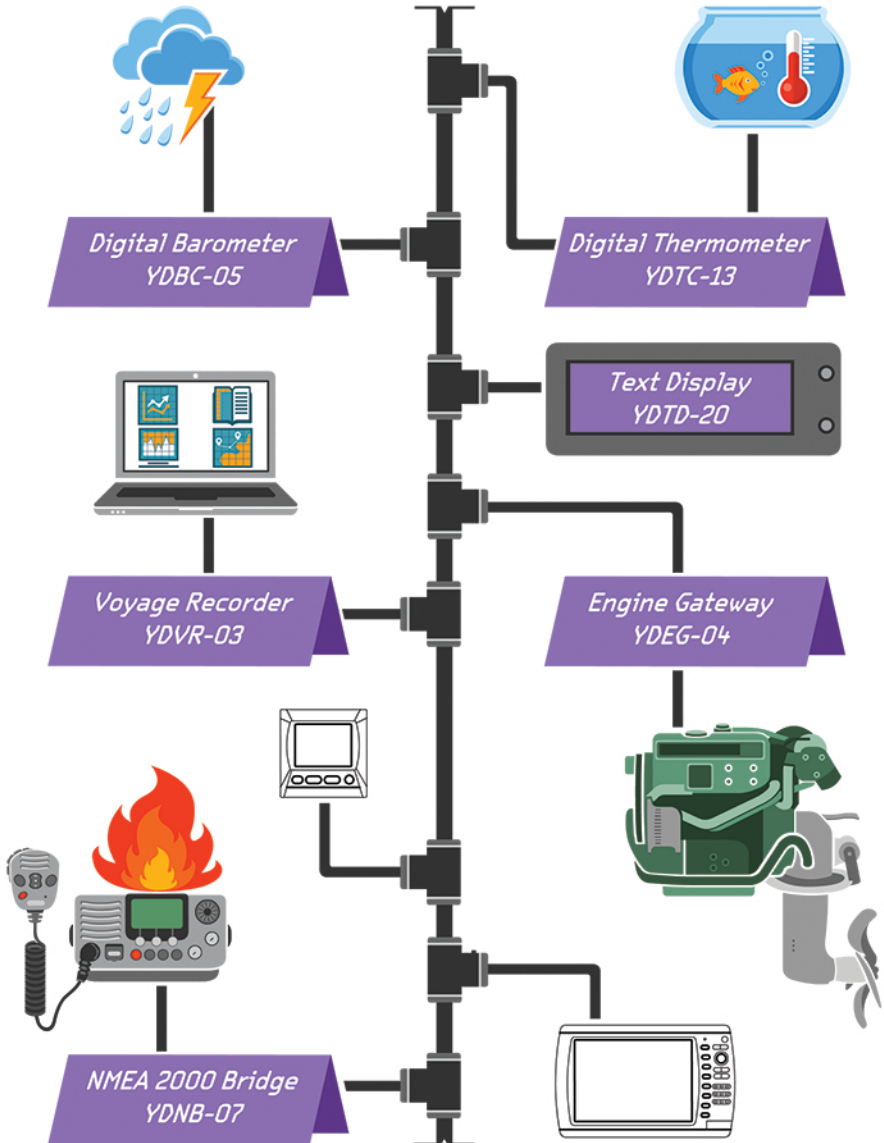 Digital Barometer
YDBC-05
Digital Thermometer
YDTC-13
Text Display
YDTD-20
Voyage Recorder
YDVR-03
Engine Gateway
YDEG-04
NMEA 2000 Bridge
YDNB-07